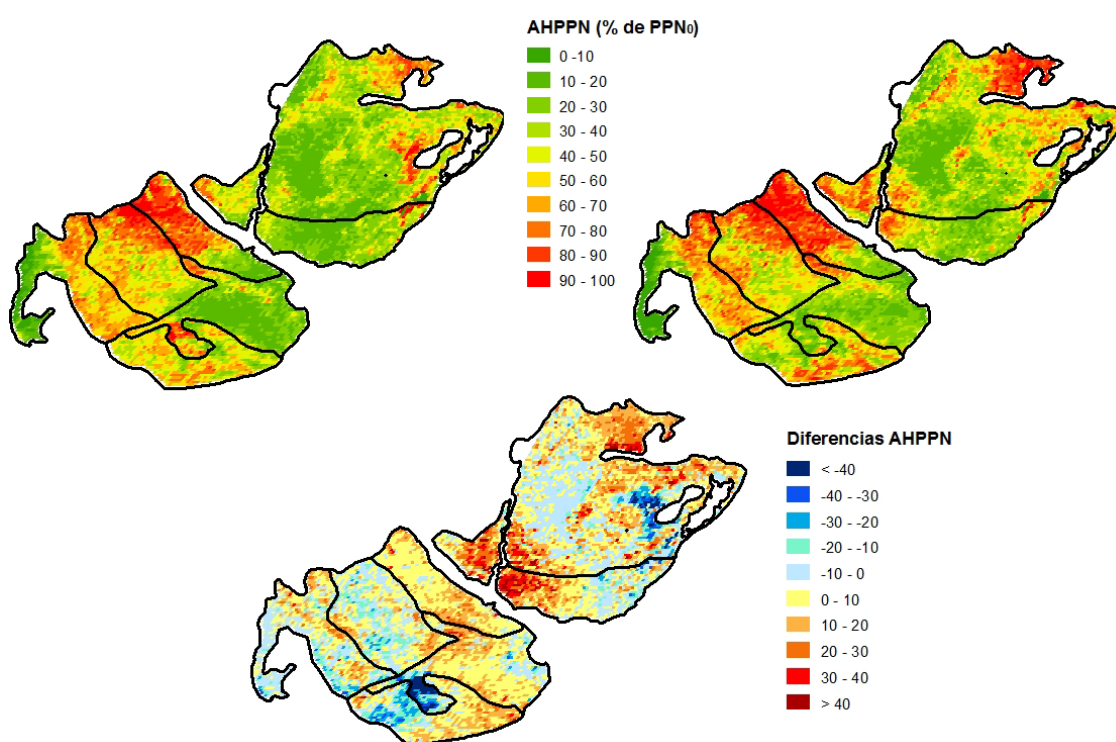 AHPPN (% de PPN₀)
0 -10
10 - 20
20 - 30
30 - 40
40 - 50
50 - 60
60 - 70
70 - 80
80 - 90
90 - 100
Diferencias AHPPN
< -40
-40 - -30
-30 - -20
-20 - -10
-10 - 0
0 - 10
10 - 20
20 - 30
30 - 40
> 40